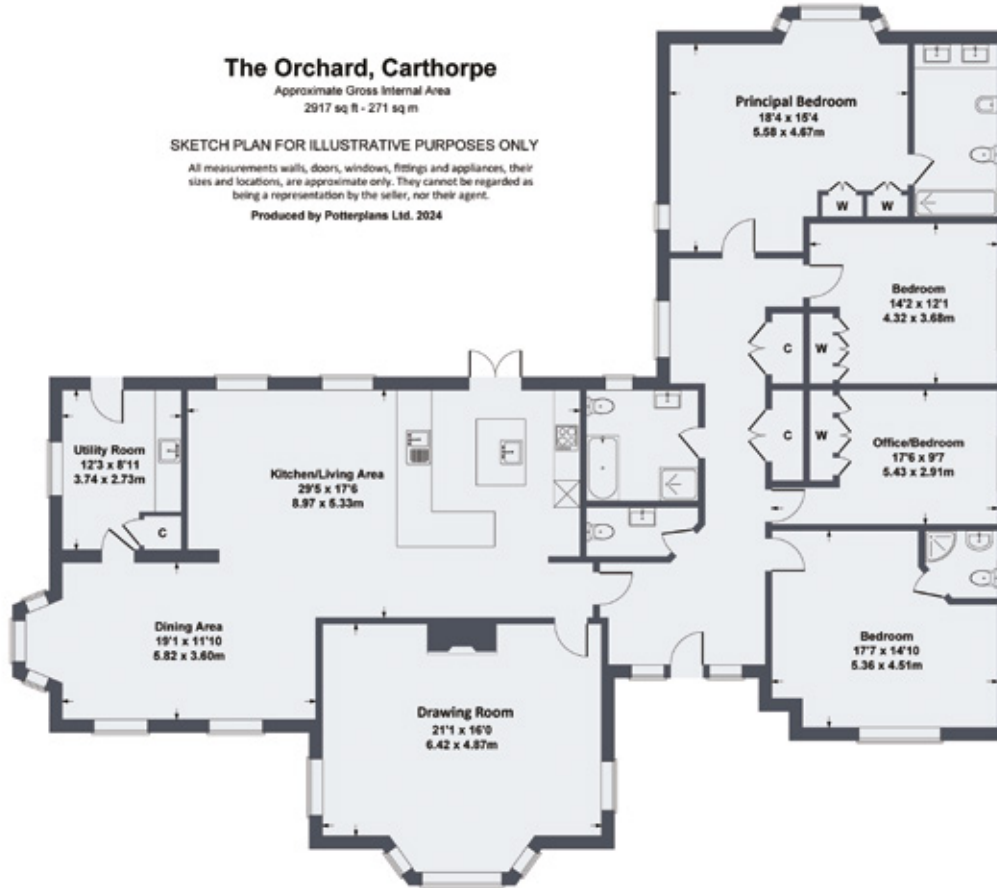 The Orchard, Carthorpe
Approximate Gross Internal Area
2917 sq ft - 271 sq m
SKETCH PLAN FOR ILLUSTRATIVE PURPOSES ONLY
All measurements walls, doors, windows, fittings and appliances, their
sizes and locations, are approximate only. They cannot be regarded as
being a representation by the seller, nor their agent.
Produced by Potterplans Ltd. 2024
Principal Bedroom
18'4 x 15'4
5.58 x 4.67m
W
W
Bedroom
14'2 x 12'1
4.32 x 3.68m
C
W
C
W
Office/Bedroom
17'6 x 9'7
5.43 x 2.91m
Utility Room
12'3 x 8'11
3.74 x 2.73m
C
Kitchen/Living Area
29'5 x 17'6
8.97 x 5.33m
Dining Area
19'1 x 11'10
5.82 x 3.60m
Drawing Room
21'1 x 16'0
6.42 x 4.87m
Bedroom
17'7 x 14'10
5.36 x 4.51m